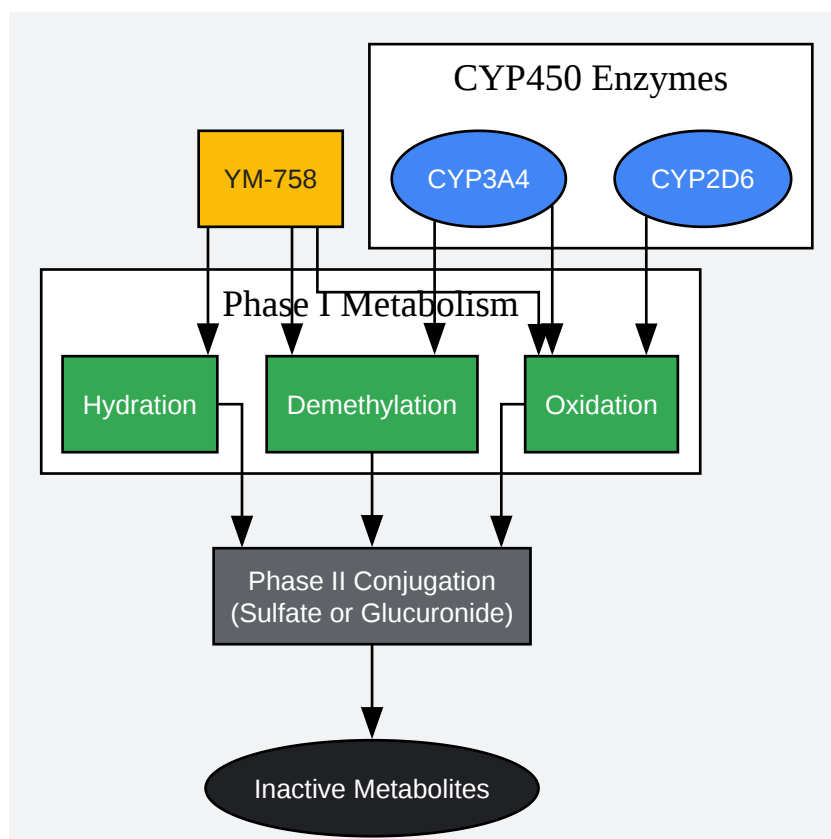 CYP450 Enzymes
YM-758
CYP3A4
CYP2D6
Phase I Metabolism
Hydration
Demethylation
Oxidation
Phase II Conjugation
(Sulfate or Glucuronide)
Inactive Metabolites